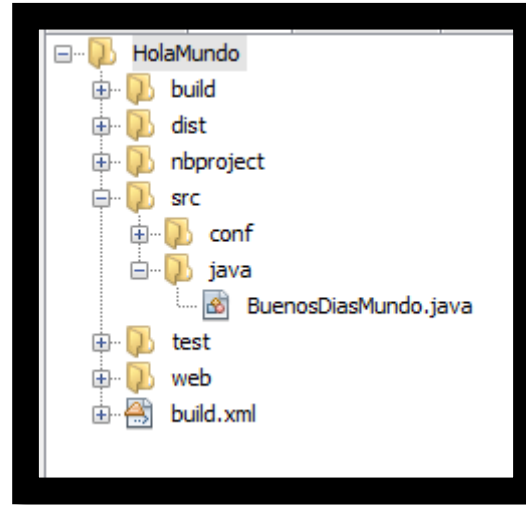 HolaMundo
build
dist
nbproject
src
conf
java
BuenosDiasMundo.java
test
web
build.xml